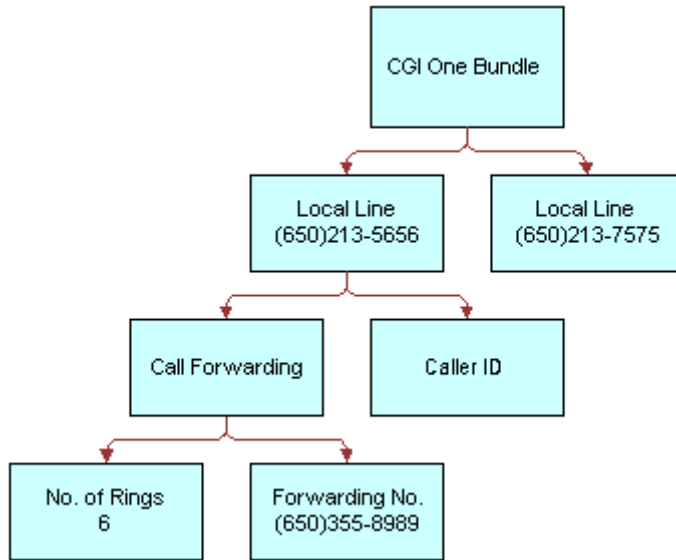 CGI One Bundle
Local Line
(650)213-5656
Local Line
(650)213-7575
Call Forwarding
Caller ID
No. of Rings
6
Forwarding No.
(650)355-8989